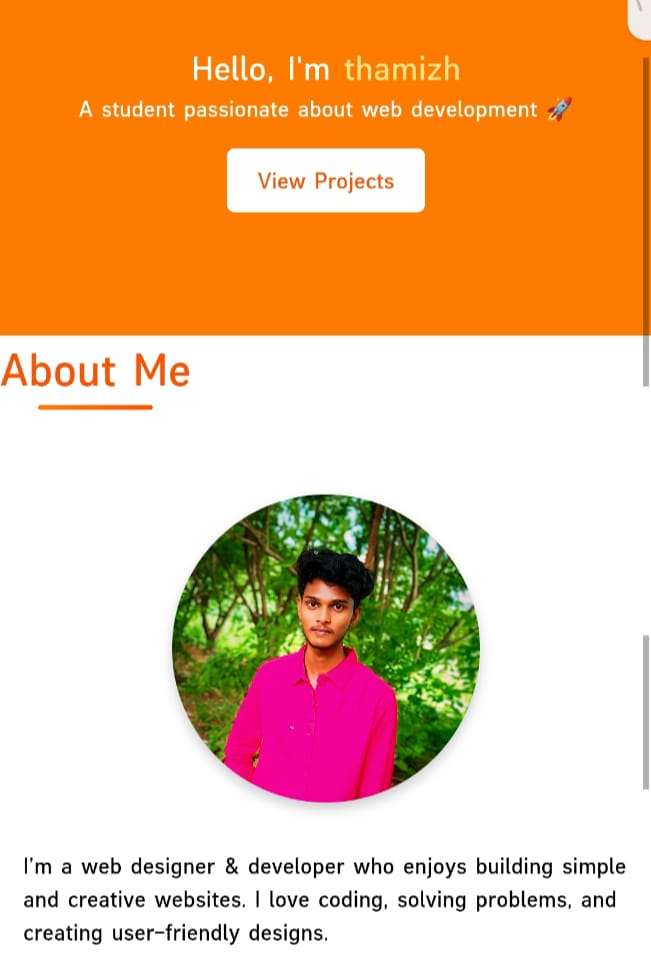 Hello, I'm thamizh
A student passionate about web development 🚀
View Projects
About Me
I'm a web designer & developer who enjoys building simple
and creative websites. I love coding, solving problems, and
creating user-friendly designs.